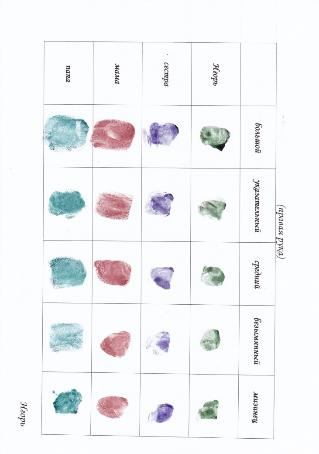 (правая рука)
большой указательный средний безымянный мизинец
Игорь
сестра
мама
папа
Игорь